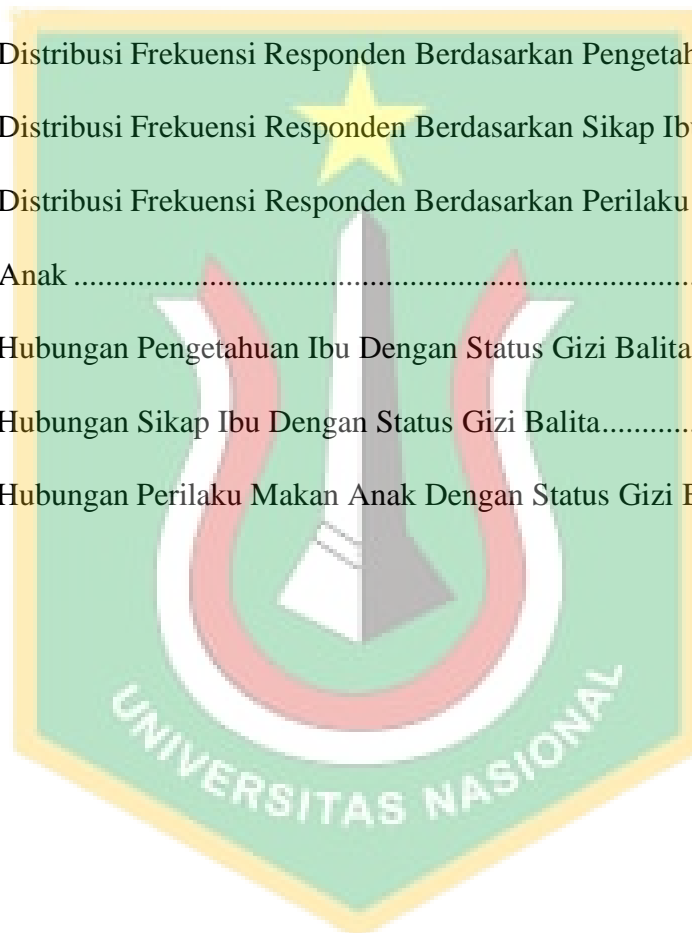 Distribusi Frekuensi Responden Berdasarkan
Distribusi Frekuensi Responden Berdasarkan Sikap
Distribusi Frekuensi Responden Berdasarkan Perilaku
Anak ......................................................................................
Hubungan Pengetahuan Ibu Dengan Status Gizi Balita
Hubungan Sikap Ibu Dengan Status Gizi Balita............
Hubungan Perilaku Makan Anak Dengan Status Gizi
UNIVERSITAS NASIONAL